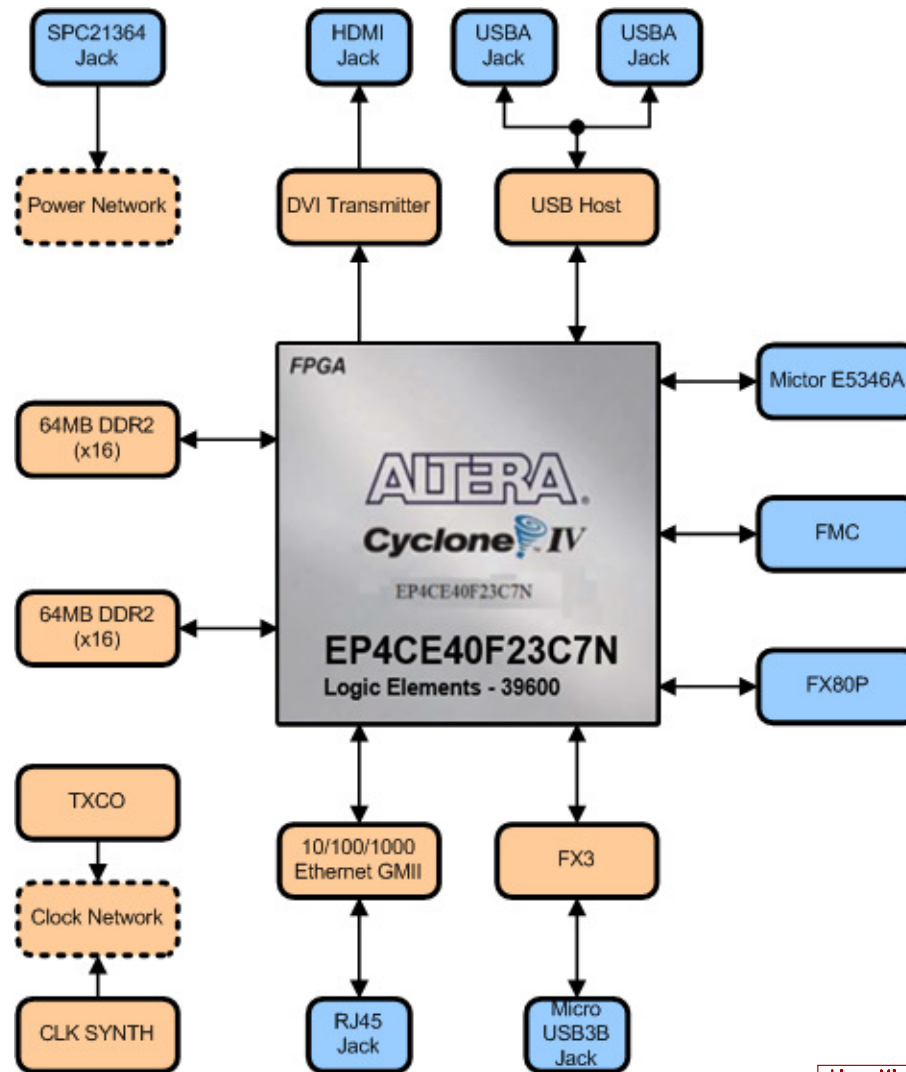 SPC21364
Jack
HDMI
Jack
USBA
Jack
USBA
Jack
Power Network
DVI Transmitter
USB Host
FPGA
Mictor E5346A
64MB DDR2
(x16)
ALTERA.
Cyclone IV
EP4CE40F23C7N
FMC
64MB DDR2
(x16)
EP4CE40F23C7N
Logic Elements - 39600
FX80P
TXCO
10/100/1000
Ethernet GMII
FX3
Clock Network
CLK SYNTH
RJ45
Jack
Micro
USB3B
Jack